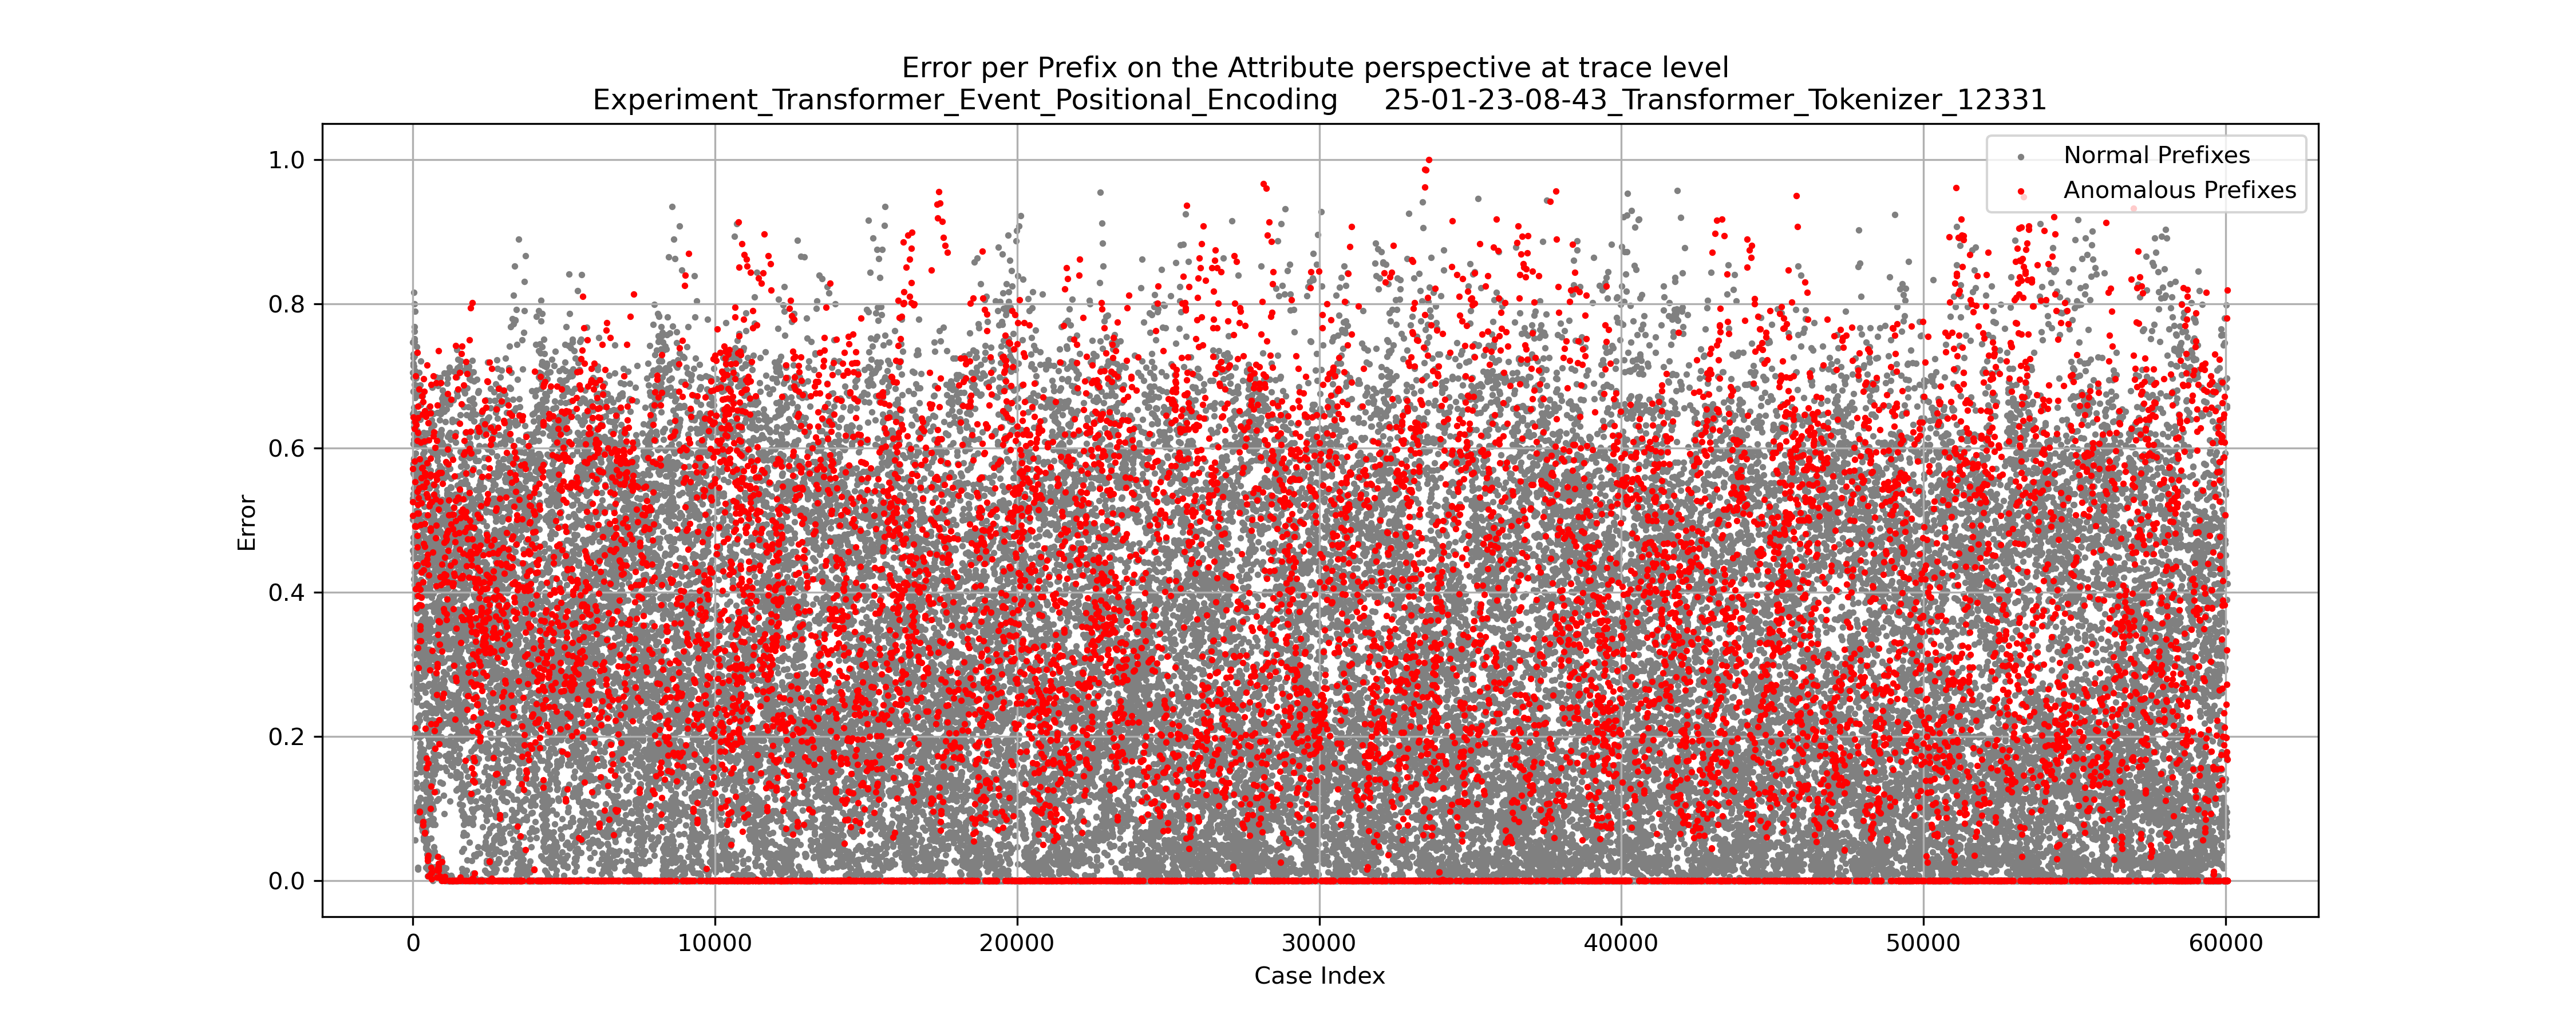 Error per Prefix on the Attribute perspective at trace level
Experiment_Transformer_Event_Positional_Encoding 25-01-23-08-43_Transformer_Tokenizer_12331
Normal Prefixes
Anomalous Prefixes
1.0
0.8
0.6
0.4
0.2
0.0
Error
0 10000 20000 30000 40000 50000 60000
Case Index